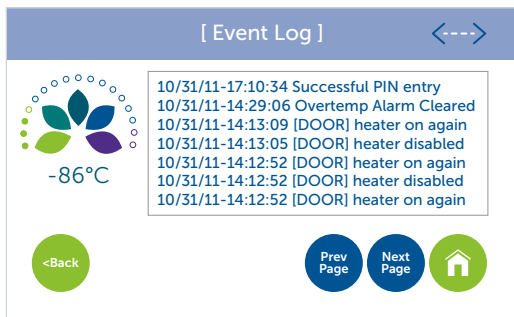 [ Event Log ]
10/31/11-17:10:34 Successful PIN entry
10/31/11-14:29:06 Overtemp Alarm Cleared
10/31/11-14:13:09 [DOOR] heater on again
10/31/11-14:13:05 [DOOR] heater disabled
10/31/11-14:12:52 [DOOR] heater on again
10/31/11-14:12:52 [DOOR] heater disabled
10/31/11-14:12:52 [DOOR] heater on again
-86°C
<Back
Prev
Page
Next
Page